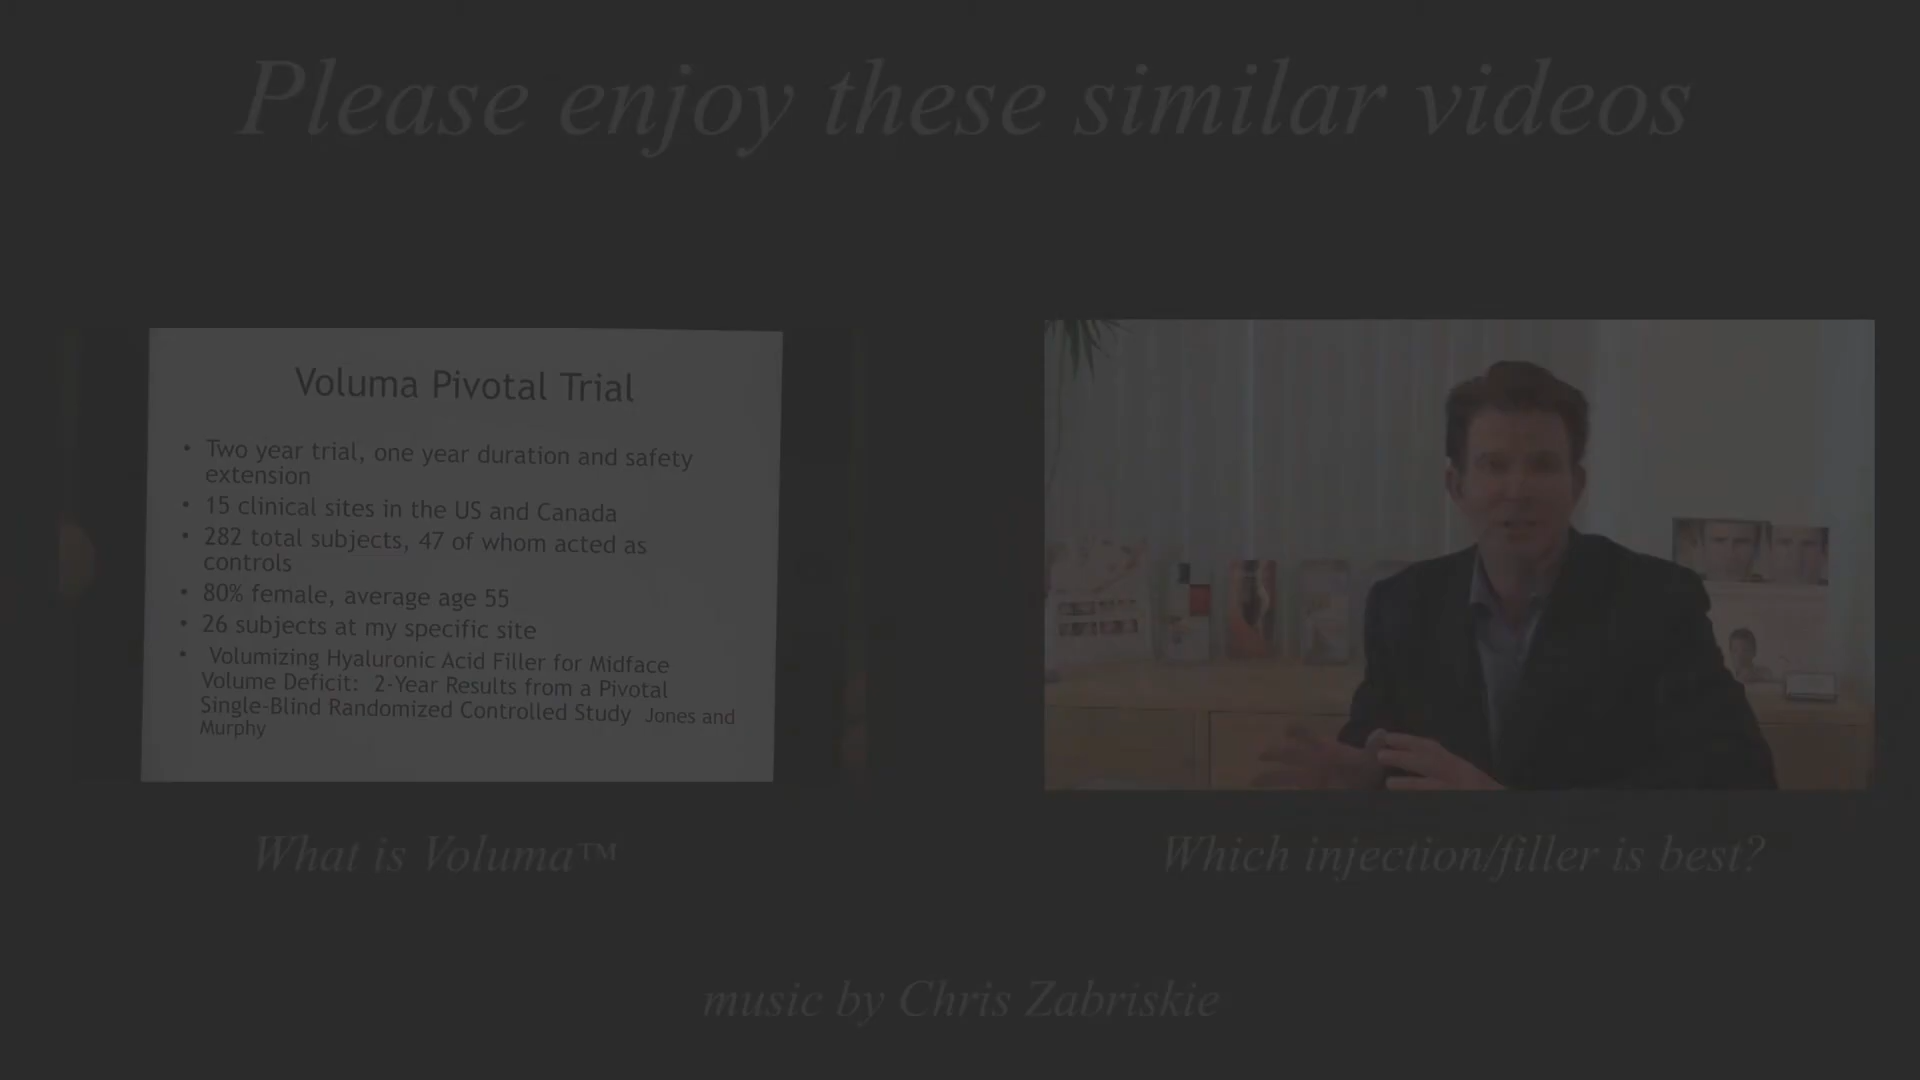 Please enjoy these similar videos
Voluma Pivotal Trial
• Two year trial, one year duration and safety
extension
• 15 clinical sites in the US and Canada
• 282 total subjects, 47 of whom acted as
controls
• 80% female, average age 55
• 26 subjects at my specific site
• Volumizing Hyaluronic Acid Filler for Midface
Volume Deficit: 2-Year Results from a Pivotal
Single-Blind Randomized Controlled Study Jones and
Murphy
What is Voluma™
Which injection/filler is best?
music by Chris Zabriskie